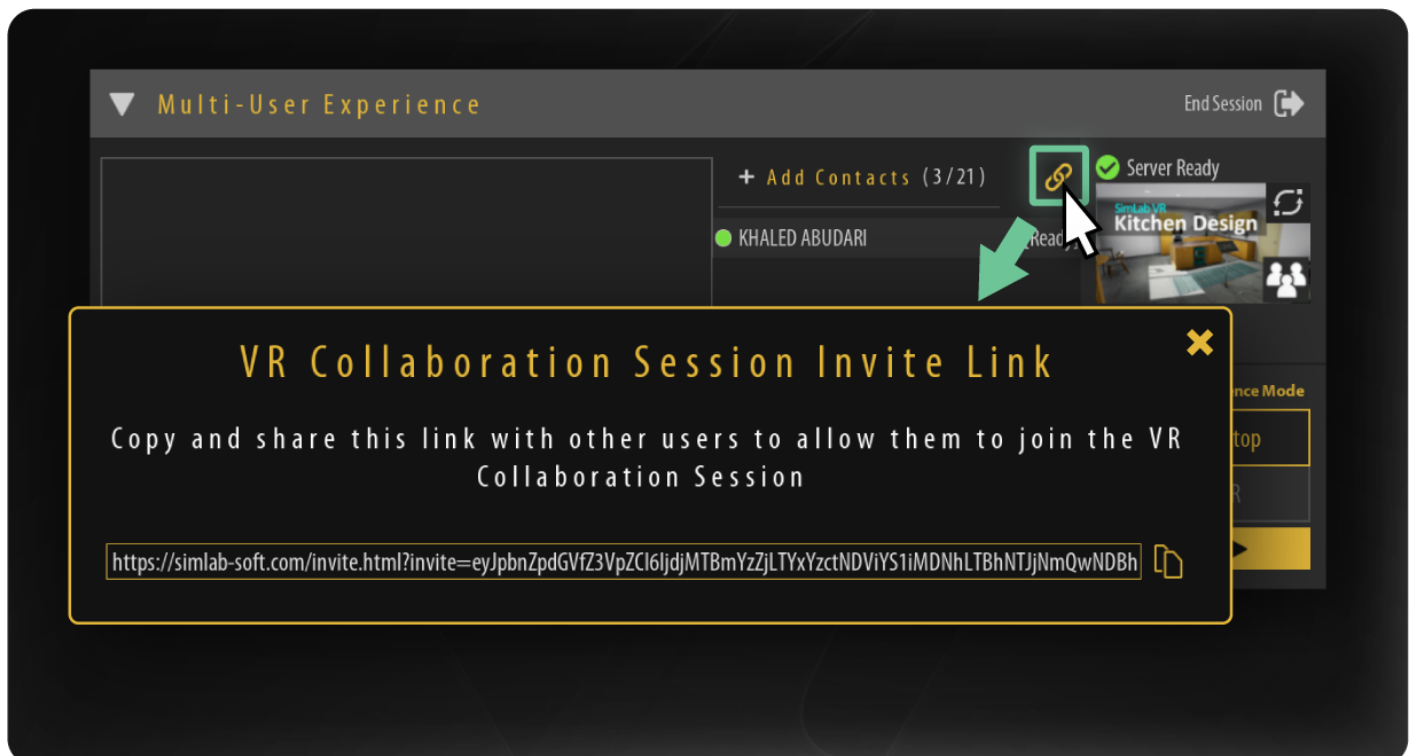 Multi-User Experience
End Session
+ Add Contacts (3/21)
Server Ready
SimLab VR
Kitchen Design
KHALED ABUDARI
VR Collaboration Session Invite Link
Copy and share this link with other users to allow them to join the VR
Collaboration Session
https://simlab-soft.com/invite.html?invite=eyJpbnZpdGVfZ3VpZCI6IjdjMTBmYzZjLTYxYzctNDViYS1iMDNhLTBhNTJjNmQwNDBh
Mode